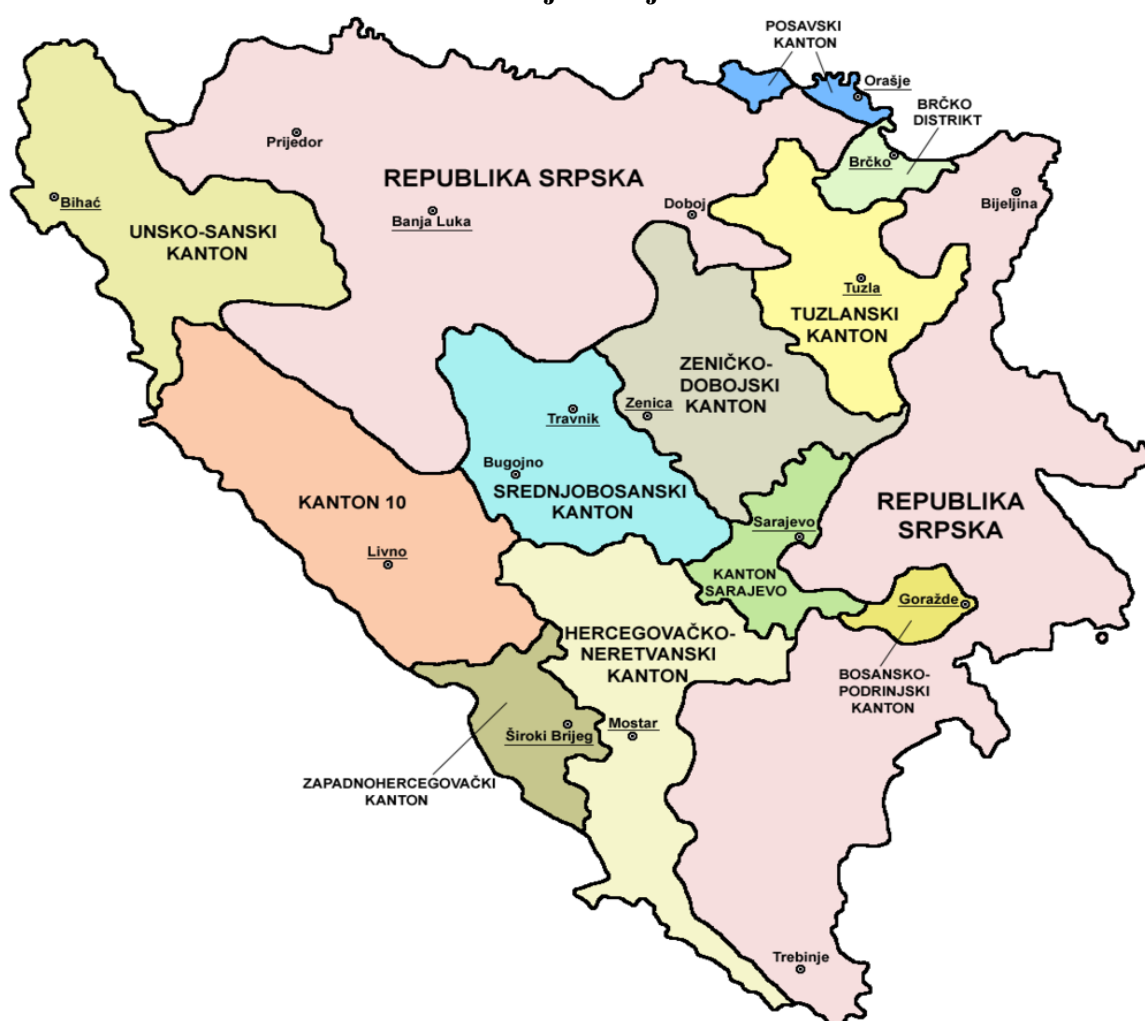 POSAVSKI
KANTON
Orašje
BRČKO
DISTRIKT
Prijedor
Brčko
REPUBLIKA SRPSKA
Bihać
Banja Luka
Doboj
Bijeljina
UNSKO-SANSKI
KANTON
Tuzla
TUZLANSKI
KANTON
ZENIČKO-
DOBOJSKI
KANTON
Zenica
Travnik
Bugojno
SREDNJOBOSANSKI
KANTON
KANTON 10
Livno
Sarajevo
REPUBLIKA
SRPSKA
KANTON
SARAJEVO
Goražde
HERCEGOVAČKO-
NERETVANSKI
KANTON
BOSANSKO-
PODRINJSKI
KANTON
Široki Brijeg
Mostar
ZAPADNOHERCEGOVAČKI
KANTON
Trebinje